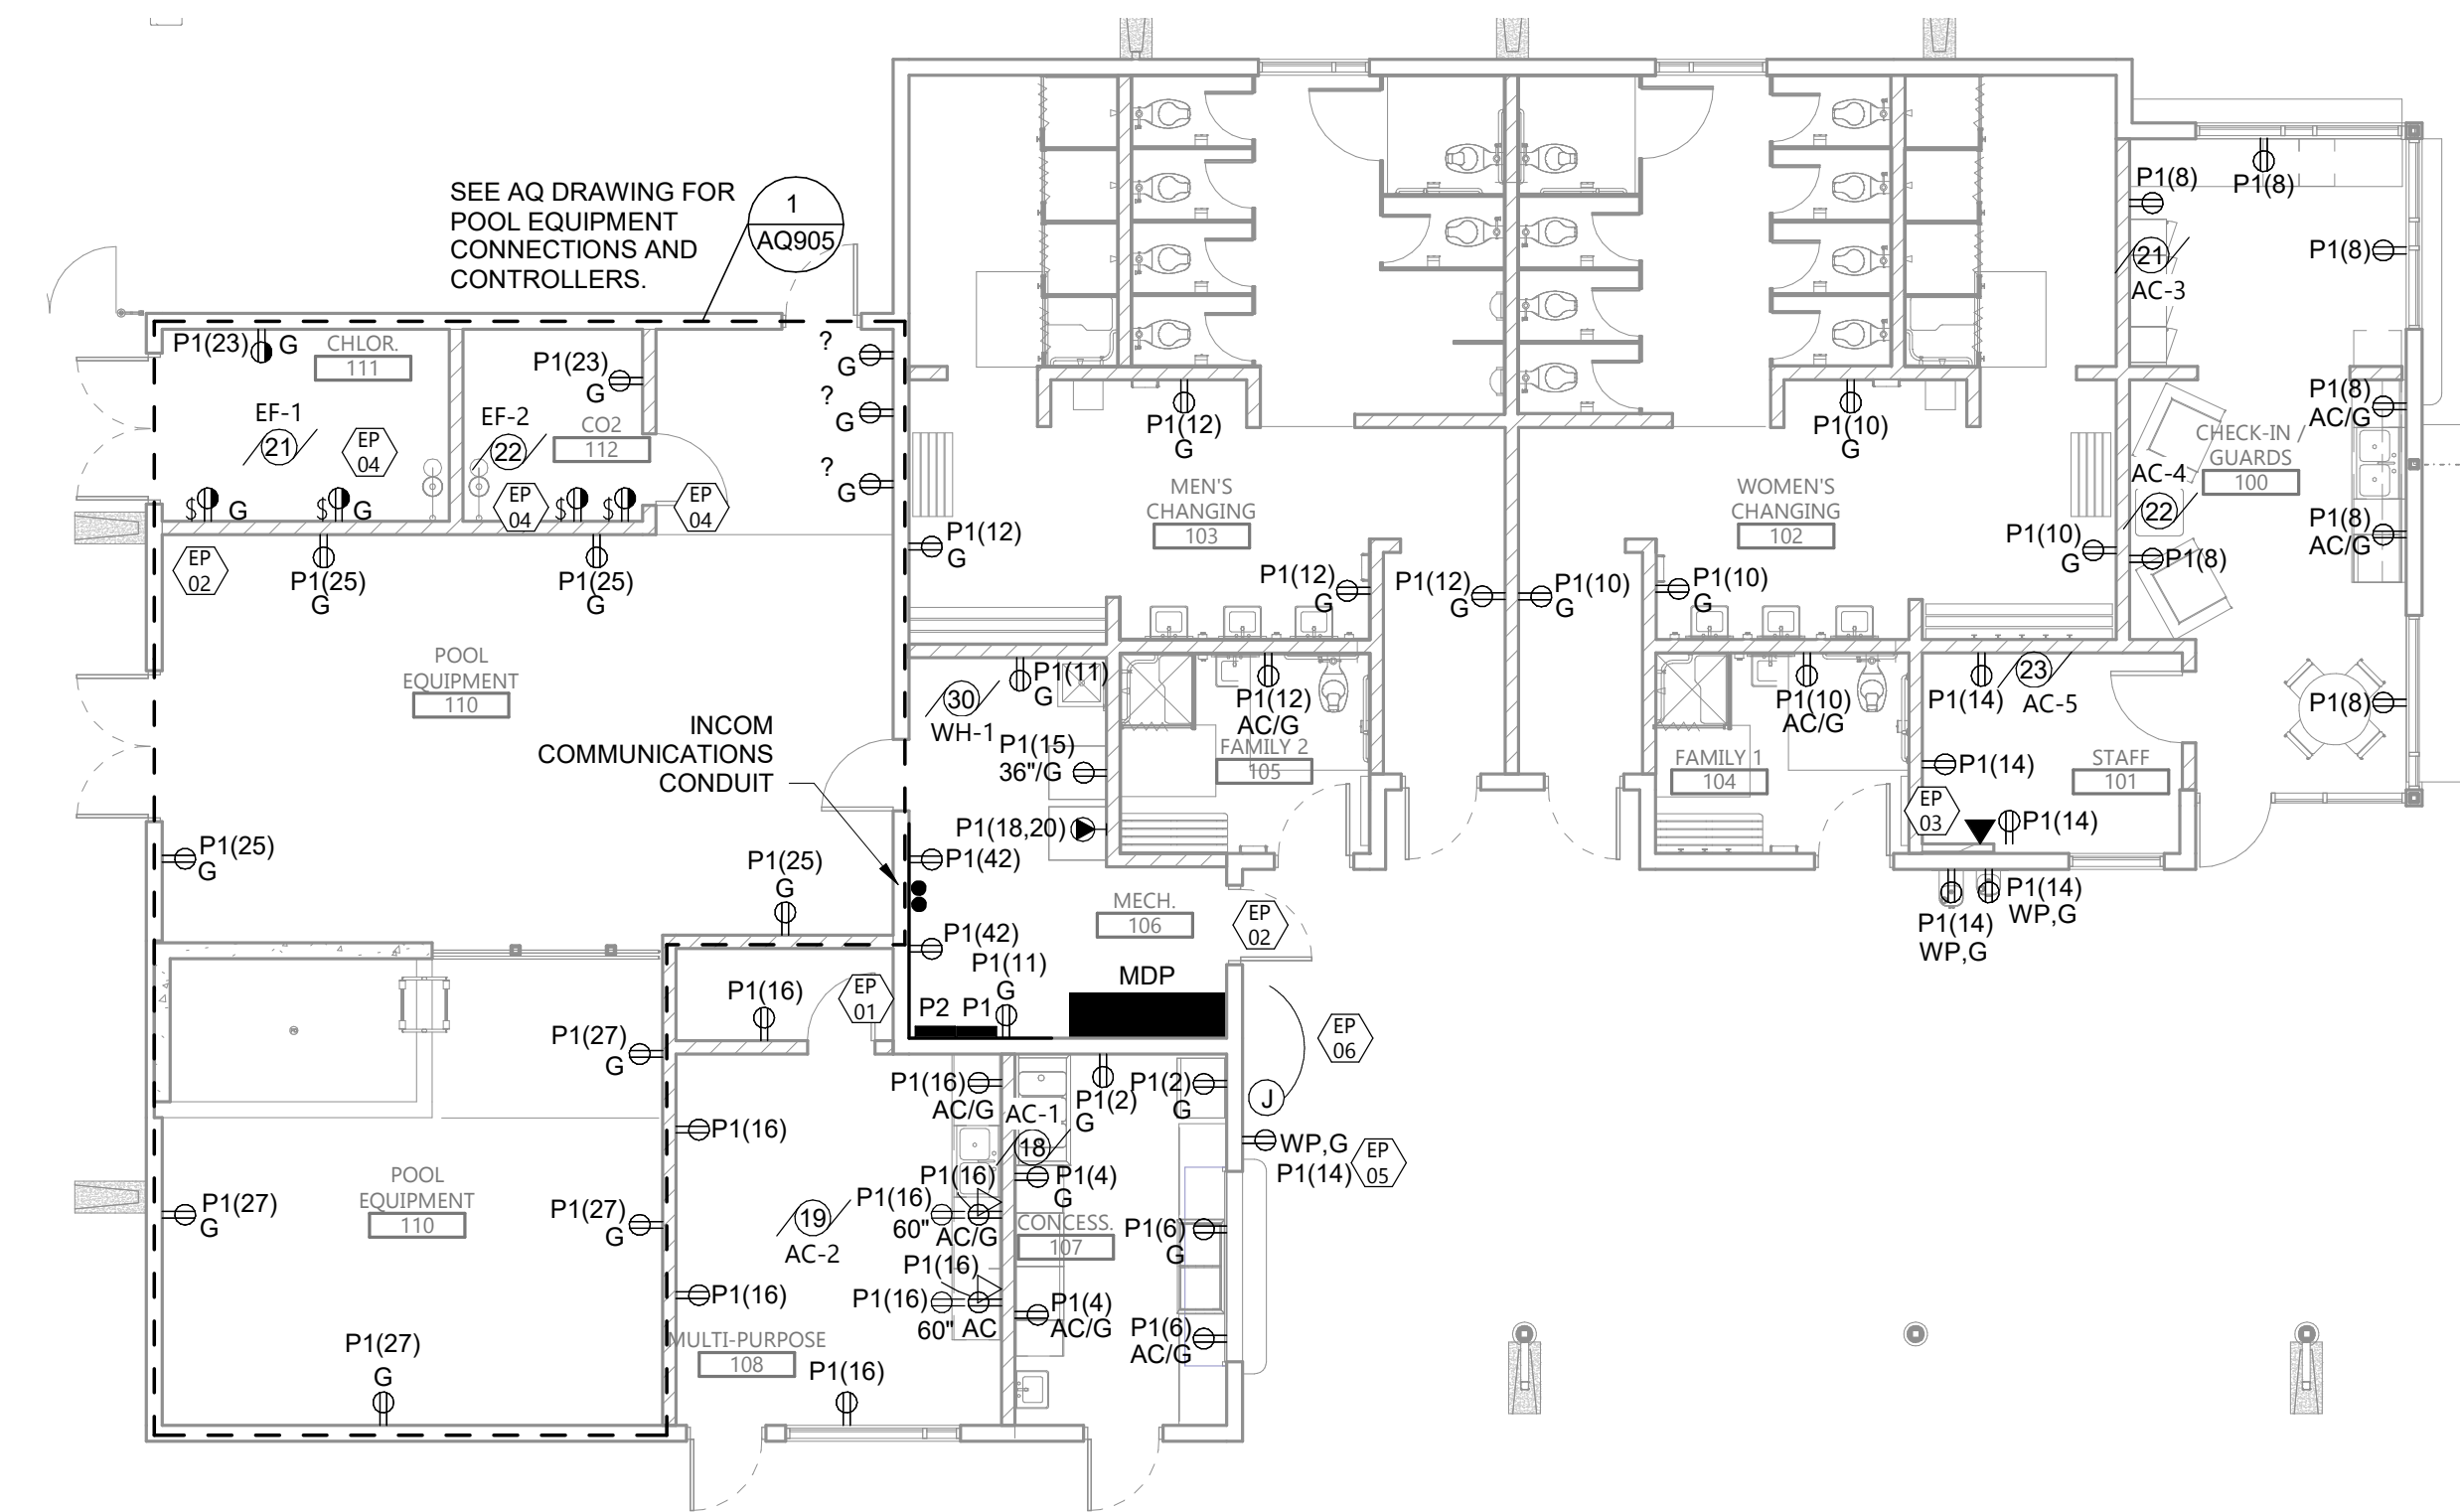 SEE AQ DRAWING FOR
POOL EQUIPMENT
CONNECTIONS AND
CONTROLLERS.
1
AQ905
P1(8)
P1(8)
21
AC-3
P1(8)
P1(23) G
CHLOR.
111
P1(23)
G
?
G
?
G
?
G
EF-1
21
EP
04
EF-2
22
CO2
112
$ G
$ G
EP
04
$
$
EP
04
P1(12)
G
P1(10)
G
P1(8)
AC/G
CHECK-IN /
GUARDS
100
AC-4
22
P1(8)
AC/G
MEN'S
CHANGING
103
WOMEN'S
CHANGING
102
EP
02
P1(25)
G
P1(25)
G
P1(12)
G
P1(12)
G
P1(12)
G
P1(10)
G
P1(10)
G
P1(10)
G
P1(8)
POOL
EQUIPMENT
110
INCOM
COMMUNICATIONS
CONDUIT
30
WH-1
P1(11)
G
P1(15)
36"/G
P1(18,20)
P1(42)
P1(12)
AC/G
FAMILY 2
105
P1(10)
AC/G
FAMILY 1
104
P1(14)
23
AC-5
P1(14)
STAFF
101
P1(8)
EP
03
P1(14)
P1(14)
WP,G
P1(14)
WP,G
P1(25)
G
P1(25)
G
MECH.
106
EP
02
P1(42)
P1(11)
G
MDP
P2 P1
P1(16)
EP
01
EP
06
J
P1(27)
G
P1(16)
AC/G
AC-1
18
P1(2)
G
P1(2)
G
WP,G
P1(14)
EP
05
P1(16)
POOL
EQUIPMENT
110
P1(27)
G
P1(27)
G
19
AC-2
P1(16)
P1(16)
60"
AC/G
P1(4)
G
CONCESS.
107
P1(6)
G
P1(16)
P1(16)
P1(16)
60" AC
P1(4)
AC/G
P1(6)
AC/G
MULTI-PURPOSE
108
P1(27)
G
P1(16)